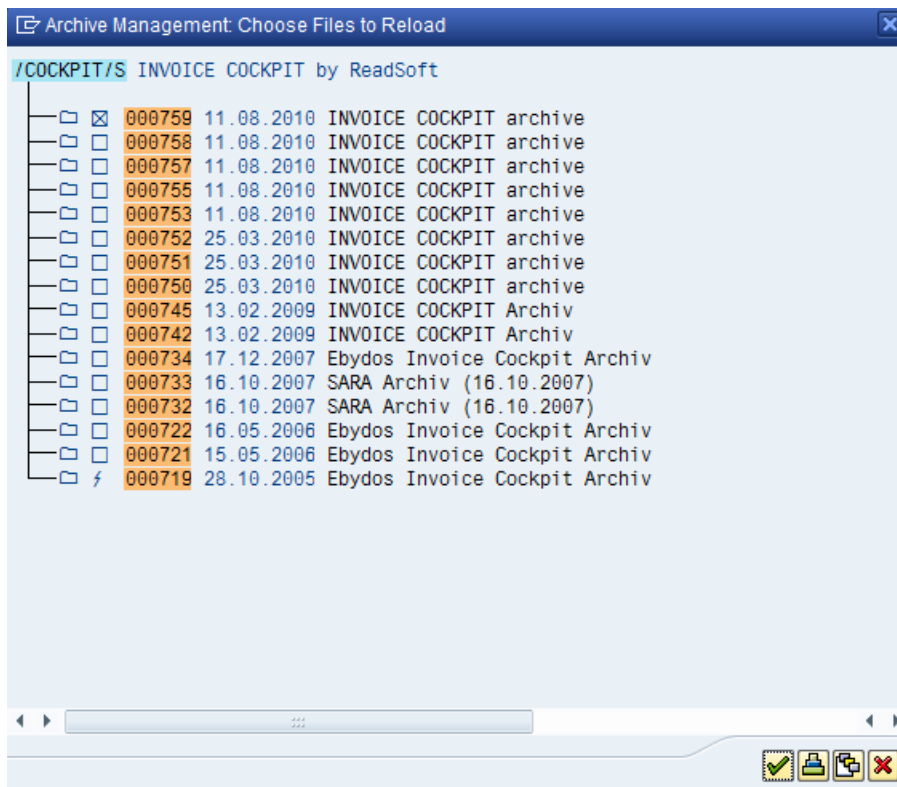 Archive Management: Choose Files to Reload
/COCKPIT/S INVOICE COCKPIT by ReadSoft
000759 11.08.2010 INVOICE COCKPIT archive
000758 11.08.2010 INVOICE COCKPIT archive
000757 11.08.2010 INVOICE COCKPIT archive
000755 11.08.2010 INVOICE COCKPIT archive
000753 11.08.2010 INVOICE COCKPIT archive
000752 25.03.2010 INVOICE COCKPIT archive
000751 25.03.2010 INVOICE COCKPIT archive
000750 25.03.2010 INVOICE COCKPIT archive
000745 13.02.2009 INVOICE COCKPIT Archiv
000742 13.02.2009 INVOICE COCKPIT Archiv
000734 17.12.2007 Ebydos Invoice Cockpit Archiv
000733 16.10.2007 SARA Archiv (16.10.2007)
000732 16.10.2007 SARA Archiv (16.10.2007)
000722 16.05.2006 Ebydos Invoice Cockpit Archiv
000721 15.05.2006 Ebydos Invoice Cockpit Archiv
000719 28.10.2005 Ebydos Invoice Cockpit Archiv